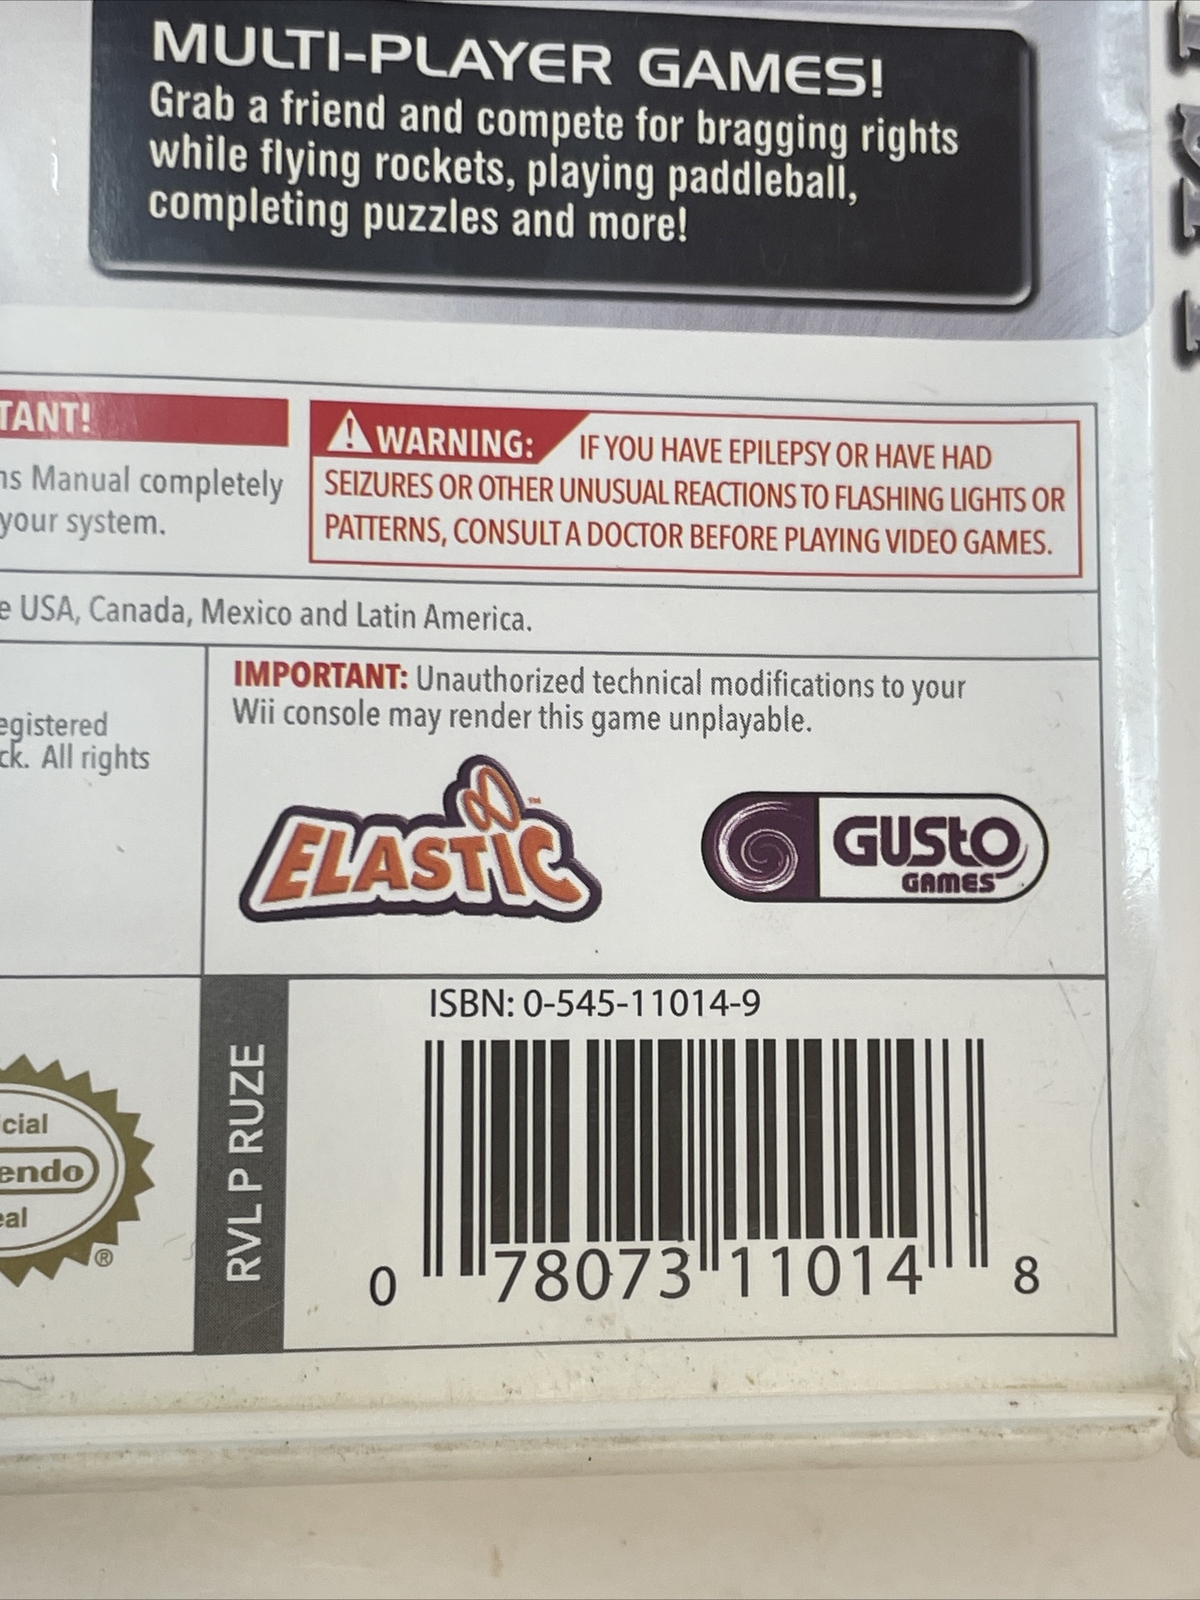 MULTI-PLAYER GAMES!
Grab a friend and compete for bragging rights
while flying rockets, playing paddleball,
completing puzzles and more!
TANT!
ns Manual completely
your system.
WARNING: IF YOU HAVE EPILEPSY OR HAVE HAD
SEIZURES OR OTHER UNUSUAL REACTIONS TO FLASHING LIGHTS OR
PATTERNS, CONSULT A DOCTOR BEFORE PLAYING VIDEO GAMES.
e USA, Canada, Mexico and Latin America.
egistered
ck. All rights
IMPORTANT: Unauthorized technical modifications to your
Wii console may render this game unplayable.
ELASTIC™
GUSTO
GAMES
cial
endo
eal
®
RVL P RUZE
ISBN: 0-545-11014-9
0 78073 11014 8